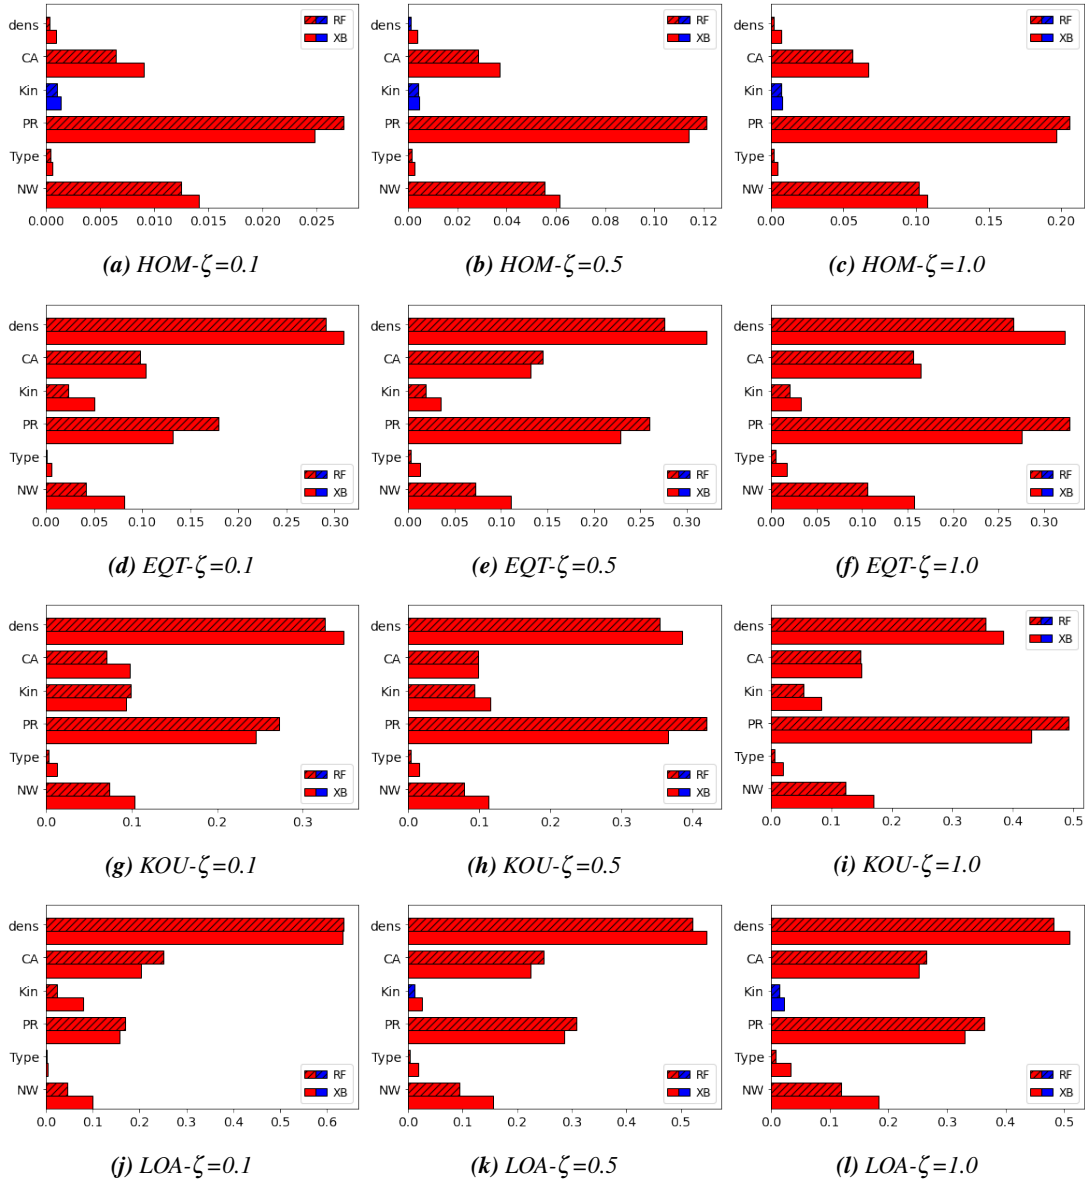 dens
CA
Kin
PR
Type
NW
RF
XB
0.000 0.005 0.010 0.015 0.020 0.025
(a) HOM-ζ=0.1
dens
CA
Kin
PR
Type
NW
RF
XB
0.00 0.02 0.04 0.06 0.08 0.10 0.12
(b) HOM-ζ=0.5
dens
CA
Kin
PR
Type
NW
RF
XB
0.00 0.05 0.10 0.15 0.20
(c) HOM-ζ=1.0
dens
CA
Kin
PR
Type
NW
RF
XB
0.00 0.05 0.10 0.15 0.20 0.25 0.30
(d) EQT-ζ=0.1
dens
CA
Kin
PR
Type
NW
RF
XB
0.00 0.05 0.10 0.15 0.20 0.25 0.30
(e) EQT-ζ=0.5
dens
CA
Kin
PR
Type
NW
RF
XB
0.00 0.05 0.10 0.15 0.20 0.25 0.30
(f) EQT-ζ=1.0
dens
CA
Kin
PR
Type
NW
RF
XB
0.0 0.1 0.2 0.3
(g) KOU-ζ=0.1
dens
CA
Kin
PR
Type
NW
RF
XB
0.0 0.1 0.2 0.3 0.4
(h) KOU-ζ=0.5
dens
CA
Kin
PR
Type
NW
RF
XB
0.0 0.1 0.2 0.3 0.4 0.5
(i) KOU-ζ=1.0
dens
CA
Kin
PR
Type
NW
RF
XB
0.0 0.1 0.2 0.3 0.4 0.5 0.6
(j) LOA-ζ=0.1
dens
CA
Kin
PR
Type
NW
RF
XB
0.0 0.1 0.2 0.3 0.4 0.5
(k) LOA-ζ=0.5
dens
CA
Kin
PR
Type
NW
RF
XB
0.0 0.1 0.2 0.3 0.4 0.5
(l) LOA-ζ=1.0